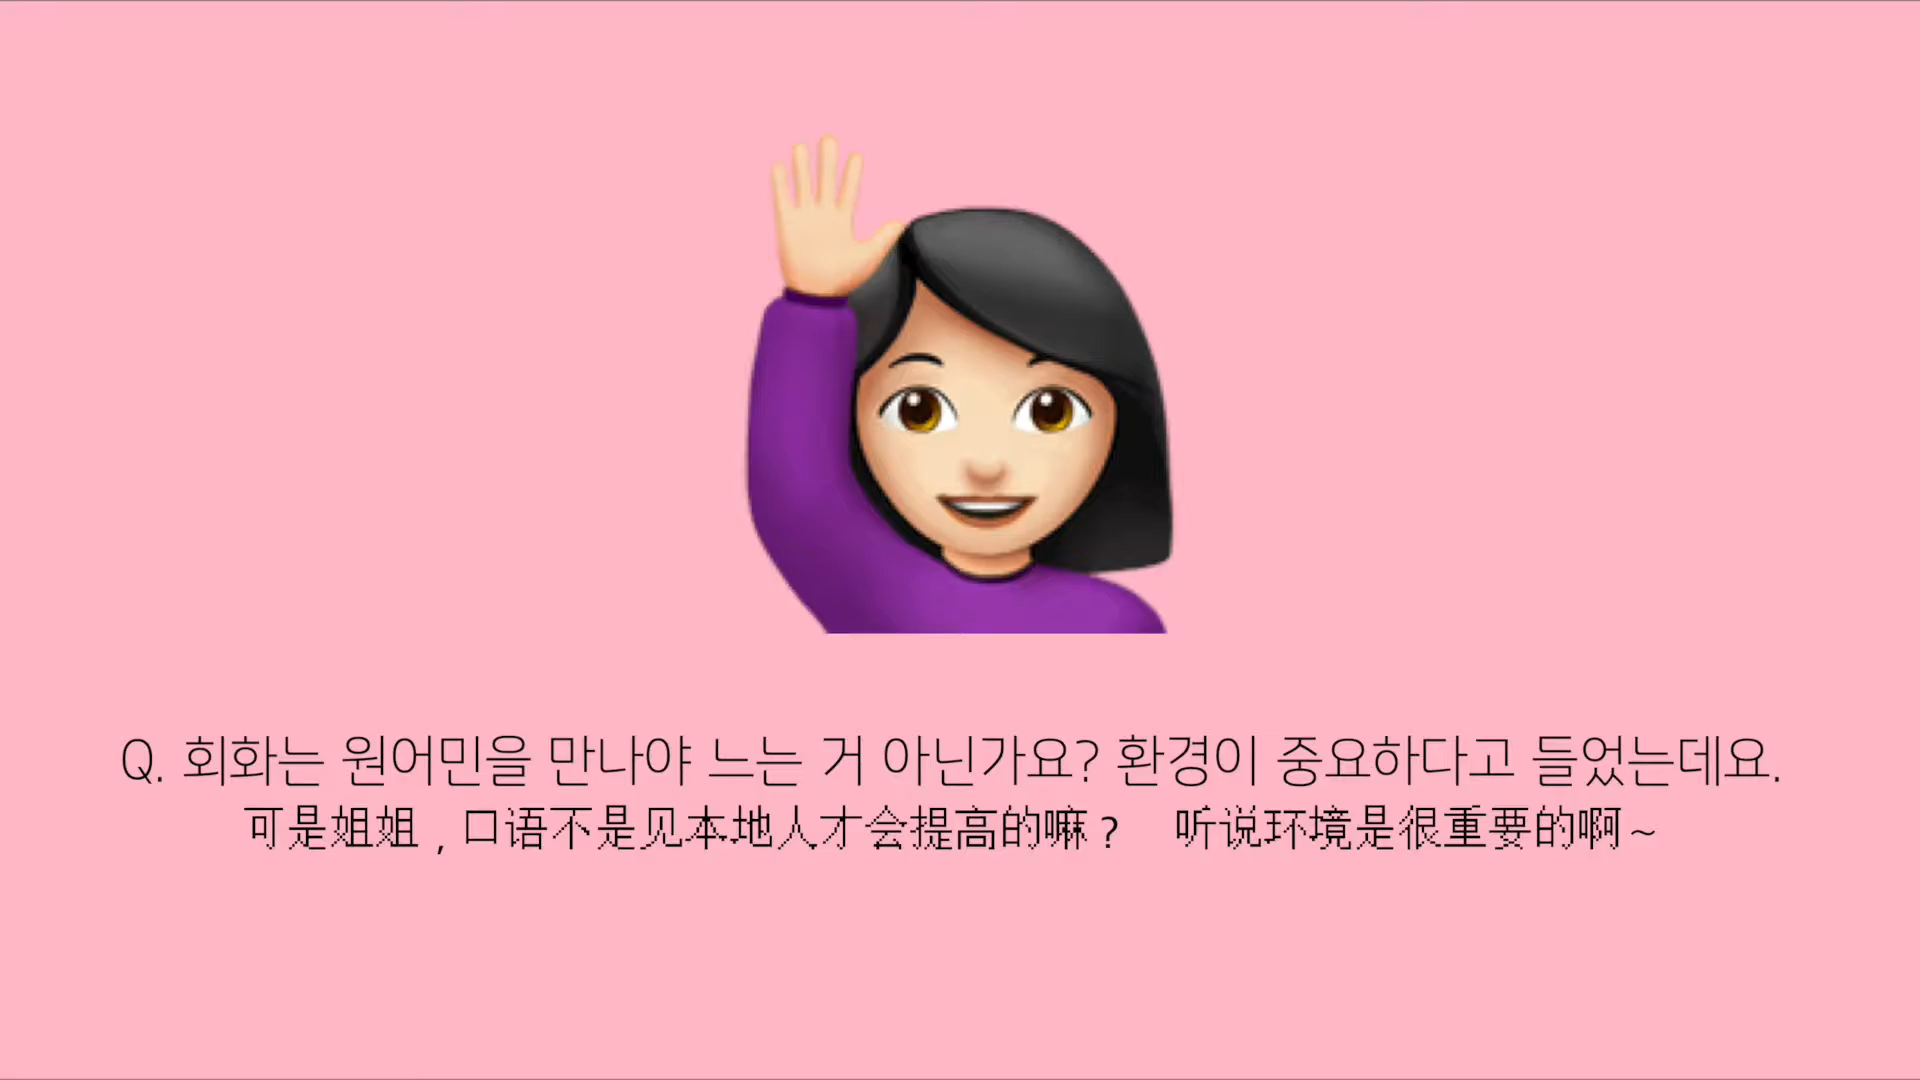 Q. 회화는 원어민을 만나야 느는 거 아닌가요? 환경이 중요하다고 들었는데요.
可是姐姐，口语不是见本地人才会提高的嘛？　听说环境是很重要的啊~